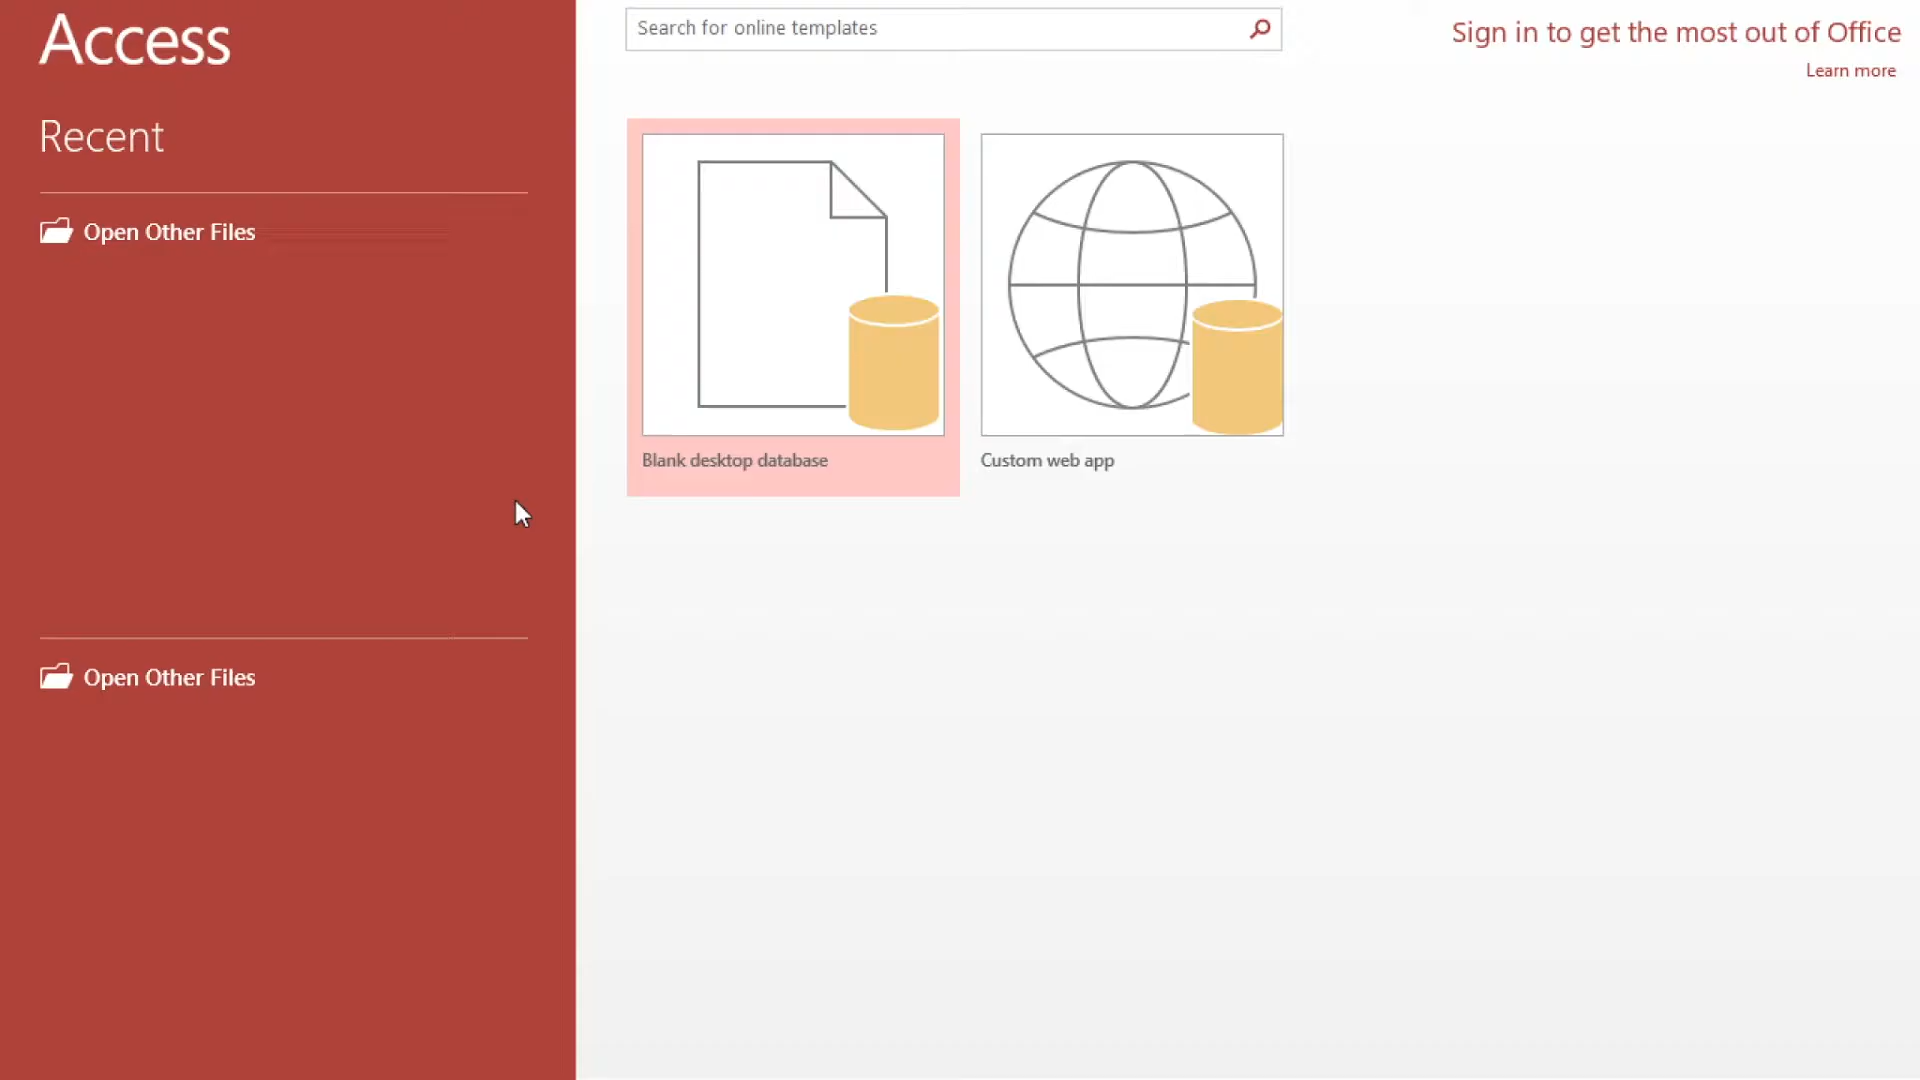 Access
Recent
Open Other Files
Open Other Files
Search for online templates
Sign in to get the most out of Office
Learn more
Blank desktop database
Custom web app